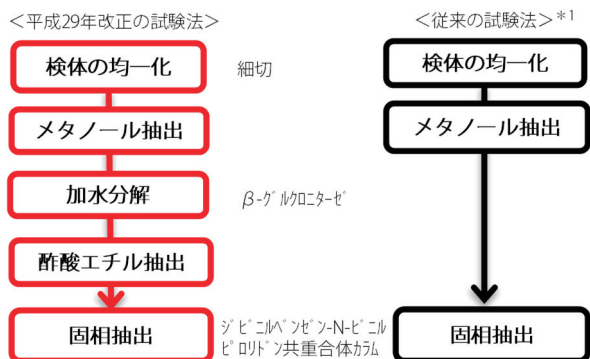 ＜平成29年改正の試験法＞
検体の均一化
細切
メタノール抽出
加水分解
β-ｸﾞﾙｸﾛﾆﾀｰｾﾞ
酢酸エチル抽出
固相抽出
ｼﾞﾋﾞﾆﾙﾍﾞﾝｾﾞﾝ-N-ﾋﾞﾆﾙ
ﾋﾟﾛﾘﾄﾞﾝ共重合体ｶﾗﾑ
＜従来の試験法＞*1
検体の均一化
メタノール抽出
固相抽出